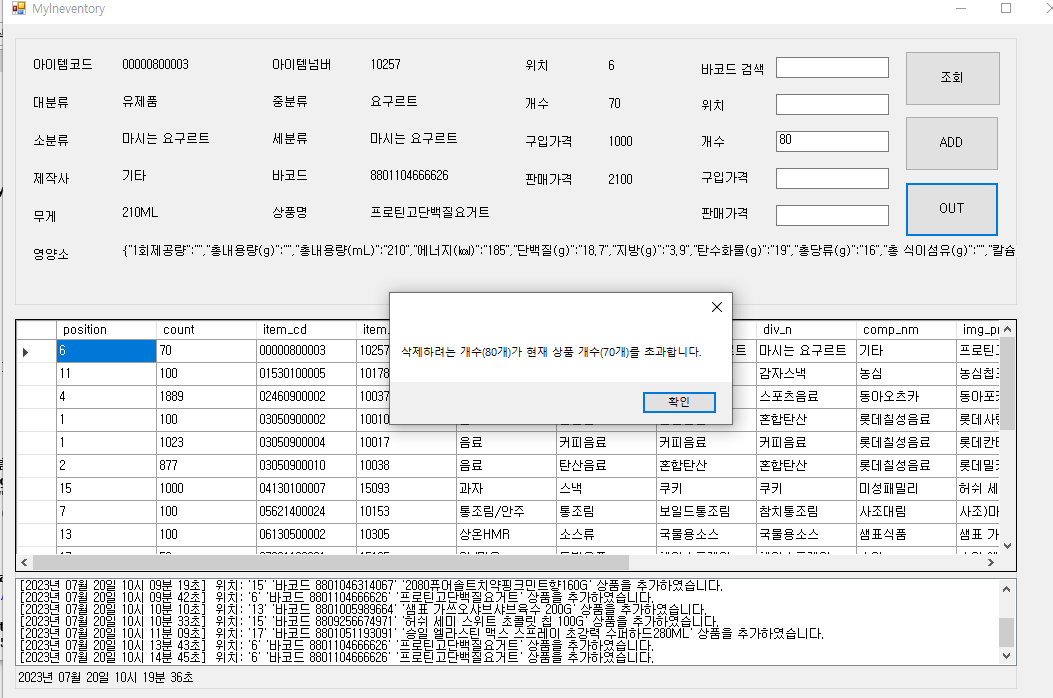 MyIneventory
아이템코드 00000800003 아이템넘버 10257 위치 6 바코드 검색 조회
대분류 유제품 중분류 요구르트 개수 70 위치
소분류 마시는 요구르트 세분류 마시는 요구르트 구입가격 1000 개수 80 ADD
제작사 기타 바코드 8801104666626 판매가격 2100 구입가격
무게 210ML 상품명 프로틴고단백질요거트 판매가격 OUT
영양소 {"1회제공량":"","총내용량(g)":"","총내용량(mL)":"210","에너지(㎉)":"185","단백질(g)":"18.7","지방(g)":"3.9","탄수화물(g)":"19","총당류(g)":"16","총 식이섬유(g)":"","칼슘
삭제하려는 개수(80개)가 현재 상품 개수(70개)를 초과합니다.
확인
position count item_cd item_ div_n comp_nm img_p
6 70 00000800003 10257 트 마시는 요구르트 기타 프로틴
11 100 01530100005 10178 감자스낵 농심 농심칩
4 1889 02460900002 10037 스포츠음료 동아오츠카 동아포
1 100 03050900002 10010 혼합탄산 롯데칠성음료 롯데사
1 1023 03050900004 10017 음료 커피음료 커피음료 커피음료 롯데칠성음료 롯데칸
2 877 03050900010 10038 음료 탄산음료 혼합탄산 혼합탄산 롯데칠성음료 롯데밀
15 1000 04130100007 15093 과자 스낵 쿠키 쿠키 미성패밀리 허쉬 세
7 100 05621400024 10153 통조림/안주 통조림 보일드통조림 참치통조림 사조대림 사조)마
13 100 06130500002 10305 상온HMR 소스류 국물용소스 국물용소스 샘표식품 샘표 가
[2023년 07월 20일 10시 09분 19초] 위치: '15' '바코드 8801046314067' '2080퓨어솔트치약핑크민트향160G' 상품을 추가하였습니다.
[2023년 07월 20일 10시 09분 42초] 위치: '6' '바코드 8801104666626' '프로틴고단백질요거트' 상품을 추가하였습니다.
[2023년 07월 20일 10시 10분 10초] 위치: '13' '바코드 8801005989664' '샘표 가쓰오샤브샤브육수 200G' 상품을 추가하였습니다.
[2023년 07월 20일 10시 10분 33초] 위치: '15' '바코드 8809256674971' '허쉬 세미 스위트 초콜릿 칩 100G' 상품을 추가하였습니다.
[2023년 07월 20일 10시 11분 09초] 위치: '17' '바코드 8801051193091' '송일 엘라스틴 맥스 스프레이 초강력 수퍼하드280ML' 상품을 추가하였습니다.
[2023년 07월 20일 10시 13분 43초] 위치: '6' '바코드 8801104666626' '프로틴고단백질요거트' 상품을 추가하였습니다.
[2023년 07월 20일 10시 14분 45초] 위치: '6' '바코드 8801104666626' '프로틴고단백질요거트' 상품을 추가하였습니다.
2023년 07월 20일 10시 19분 36초